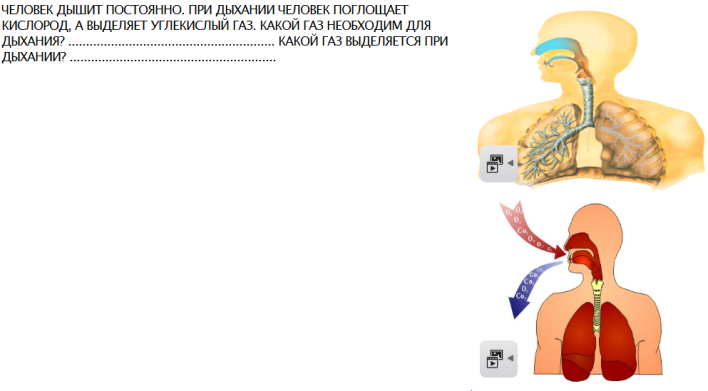 ЧЕЛОВЕК ДЫШИТ ПОСТОЯННО. ПРИ ДЫХАНИИ ЧЕЛОВЕК ПОГЛОЩАЕТ
КИСЛОРОД, А ВЫДЕЛЯЕТ УГЛЕКИСЛЫЙ ГАЗ. КАКОЙ ГАЗ НЕОБХОДИМ ДЛЯ
ДЫХАНИЯ? .......................................................... КАКОЙ ГАЗ ВЫДЕЛЯЕТСЯ ПРИ
ДЫХАНИИ? ..........................................................